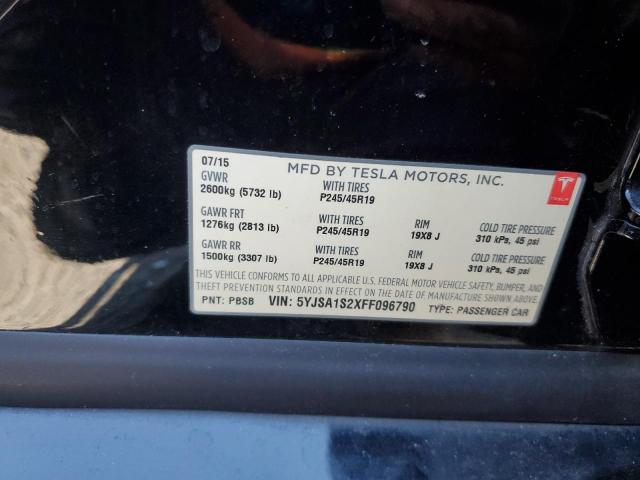 07/15 MFD BY TESLA MOTORS, INC.
GVWR WITH TIRES
2600kg (5732 lb) P245/45R19
TESLA
GAWR FRT WITH TIRES RIM COLD TIRE PRESSURE
1276kg (2813 lb) P245/45R19 19X8 J 310 kPa, 45 psi
GAWR RR WITH TIRES RIM COLD TIRE PRESSURE
1500kg (3307 lb) P245/45R19 19X8 J 310 kPa, 45 psi
THIS VEHICLE CONFORMS TO ALL APPLICABLE U.S. FEDERAL MOTOR VEHICLE SAFETY, BUMPER, AND
THEFT PREVENTION STANDARDS IN EFFECT ON THE DATE OF MANUFACTURE SHOWN ABOVE.
PNT: PBSB VIN: 5YJSA1S2XFF096790 TYPE: PASSENGER CAR